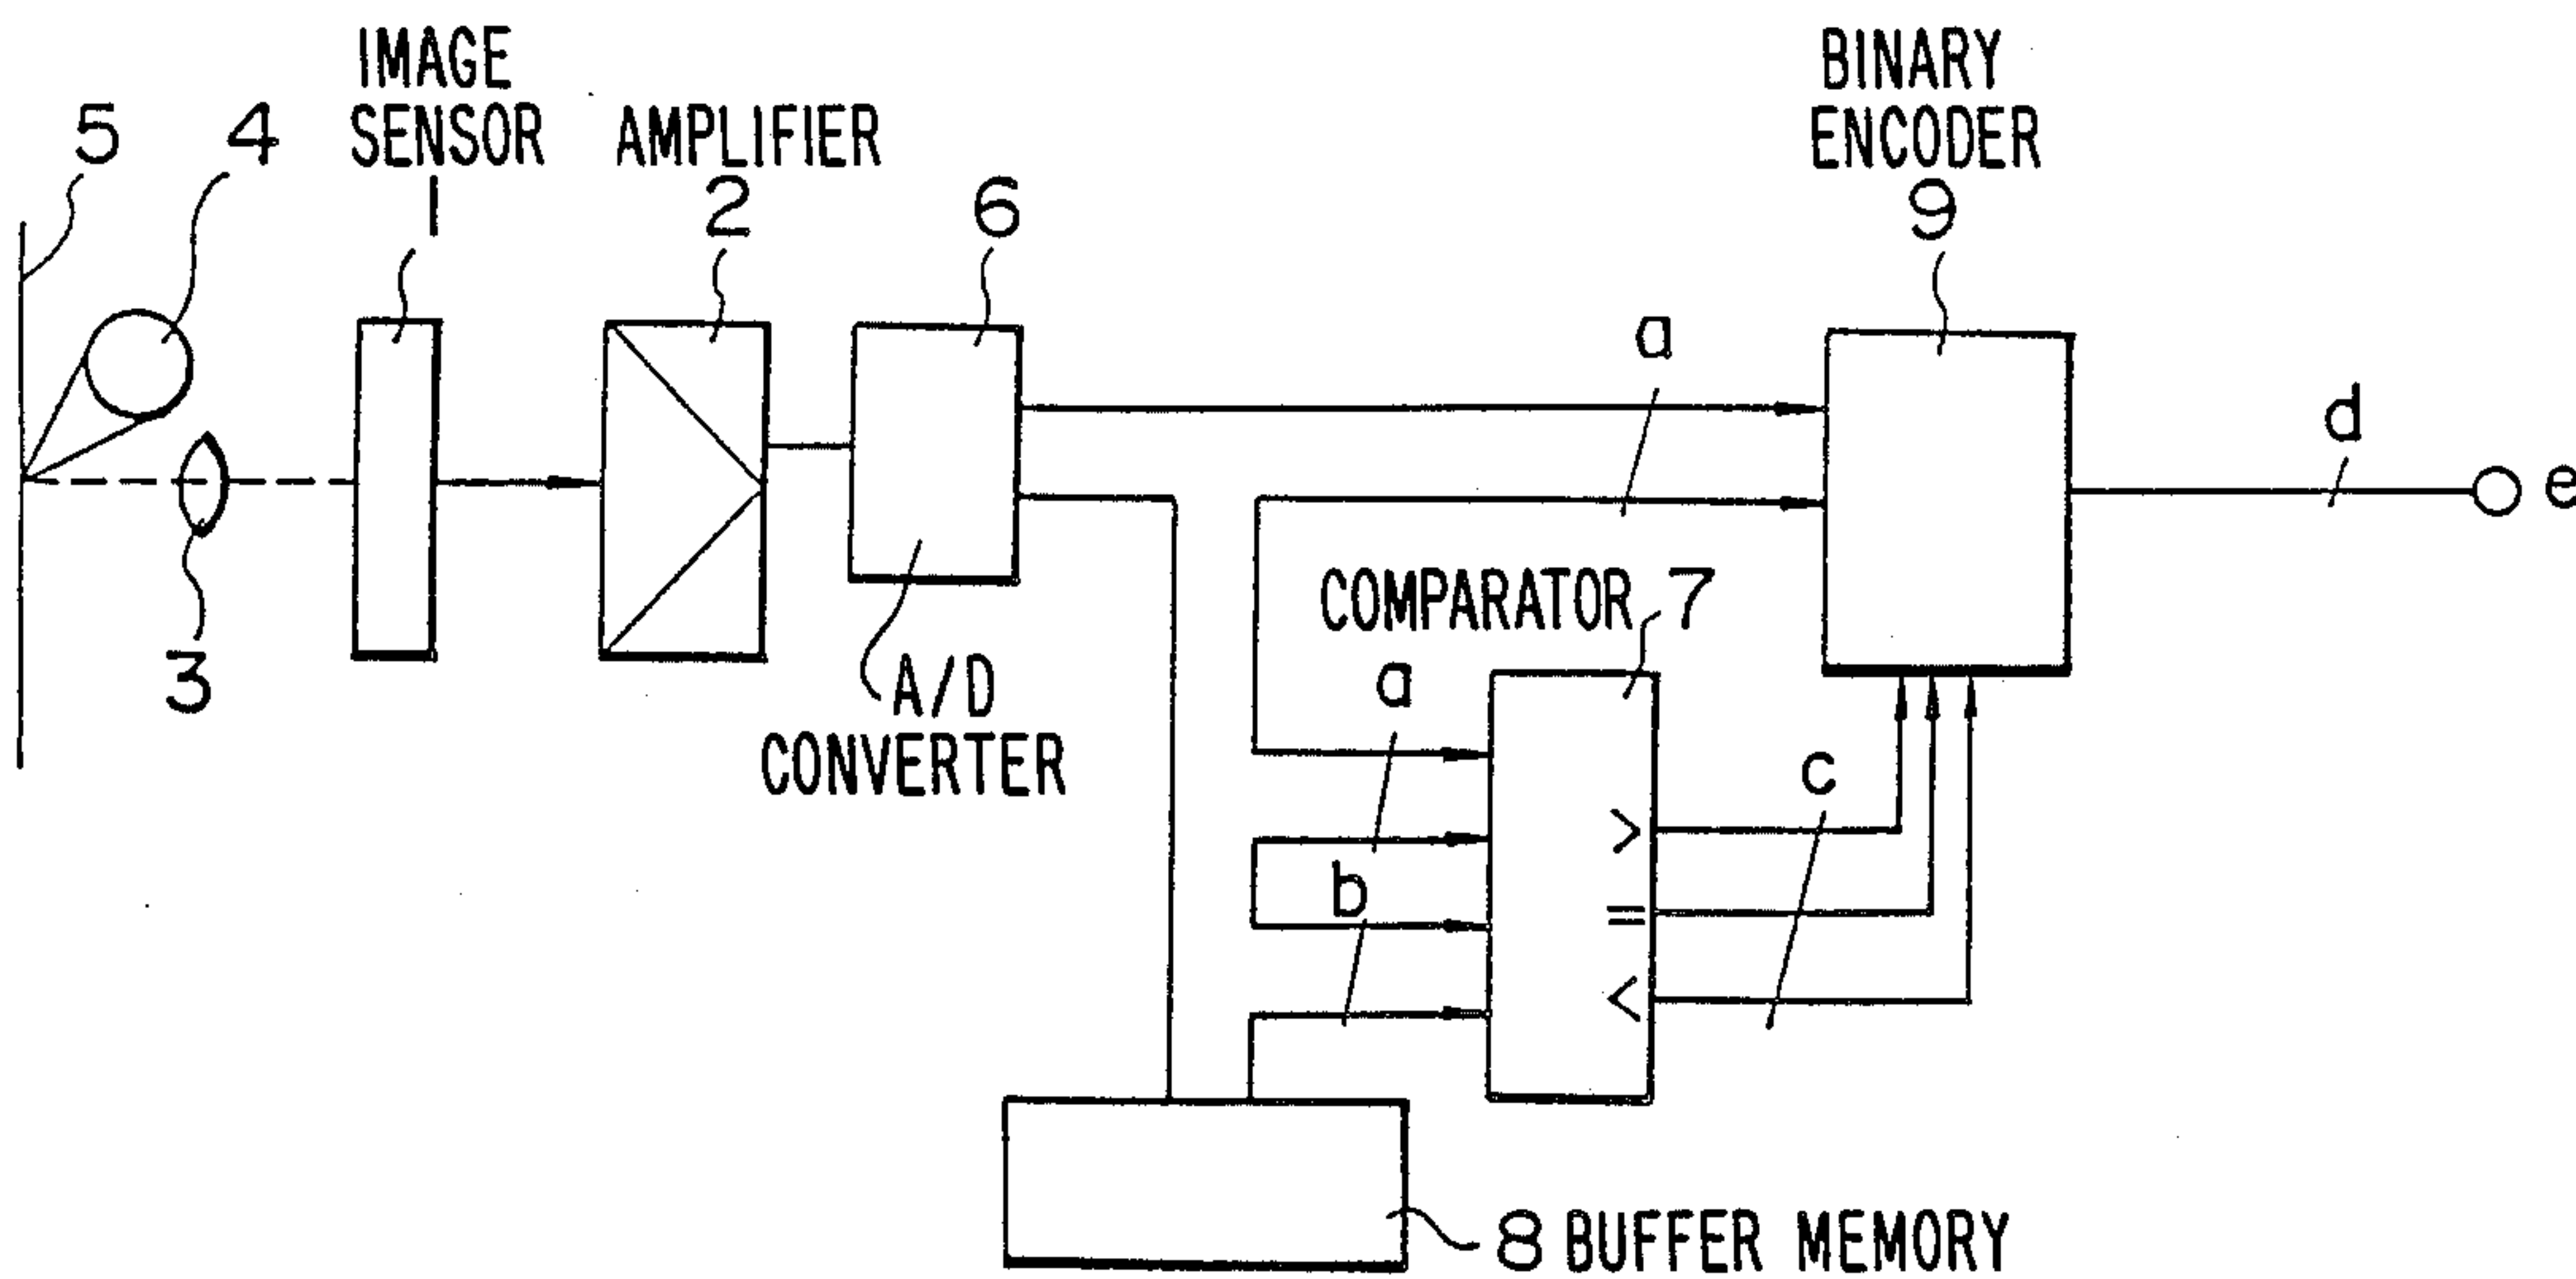 IMAGE
SENSOR
1
AMPLIFIER
2
5
4
3
6
A/D
CONVERTER
BINARY
ENCODER
9
a
d
e
COMPARATOR 7
a
b
>
=
<
c
8 BUFFER MEMORY